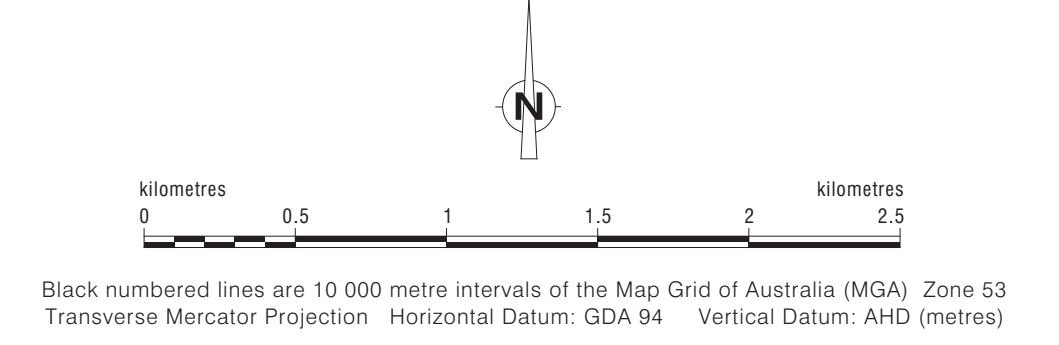 N
kilometres kilometres
0 0.5 1 1.5 2 2.5
Black numbered lines are 10 000 metre intervals of the Map Grid of Australia (MGA) Zone 53
Transverse Mercator Projection Horizontal Datum: GDA 94 Vertical Datum: AHD (metres)